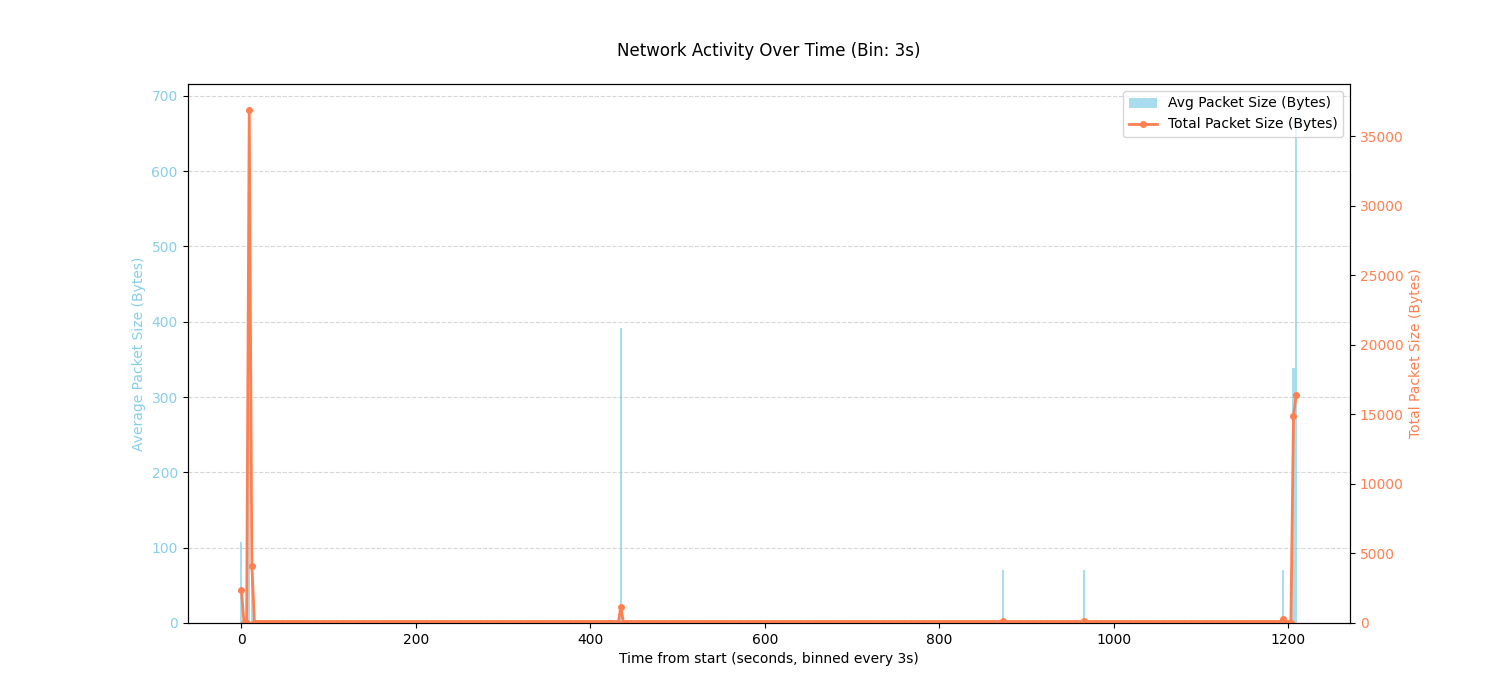 Network Activity Over Time (Bin: 3s)
Avg Packet Size (Bytes)
Total Packet Size (Bytes)
Average Packet Size (Bytes)
700
600
500
400
300
200
100
0
35000
30000
25000
20000
15000
10000
5000
0
Total Packet Size (Bytes)
0 200 400 600 800 1000 1200
Time from start (seconds, binned every 3s)